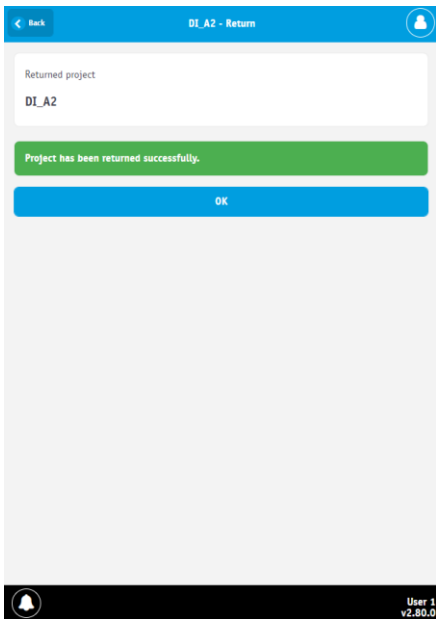 Back
DI_A2 - Return
Returned project
DI_A2
Project has been returned successfully.
OK
User 1
v2.80.0